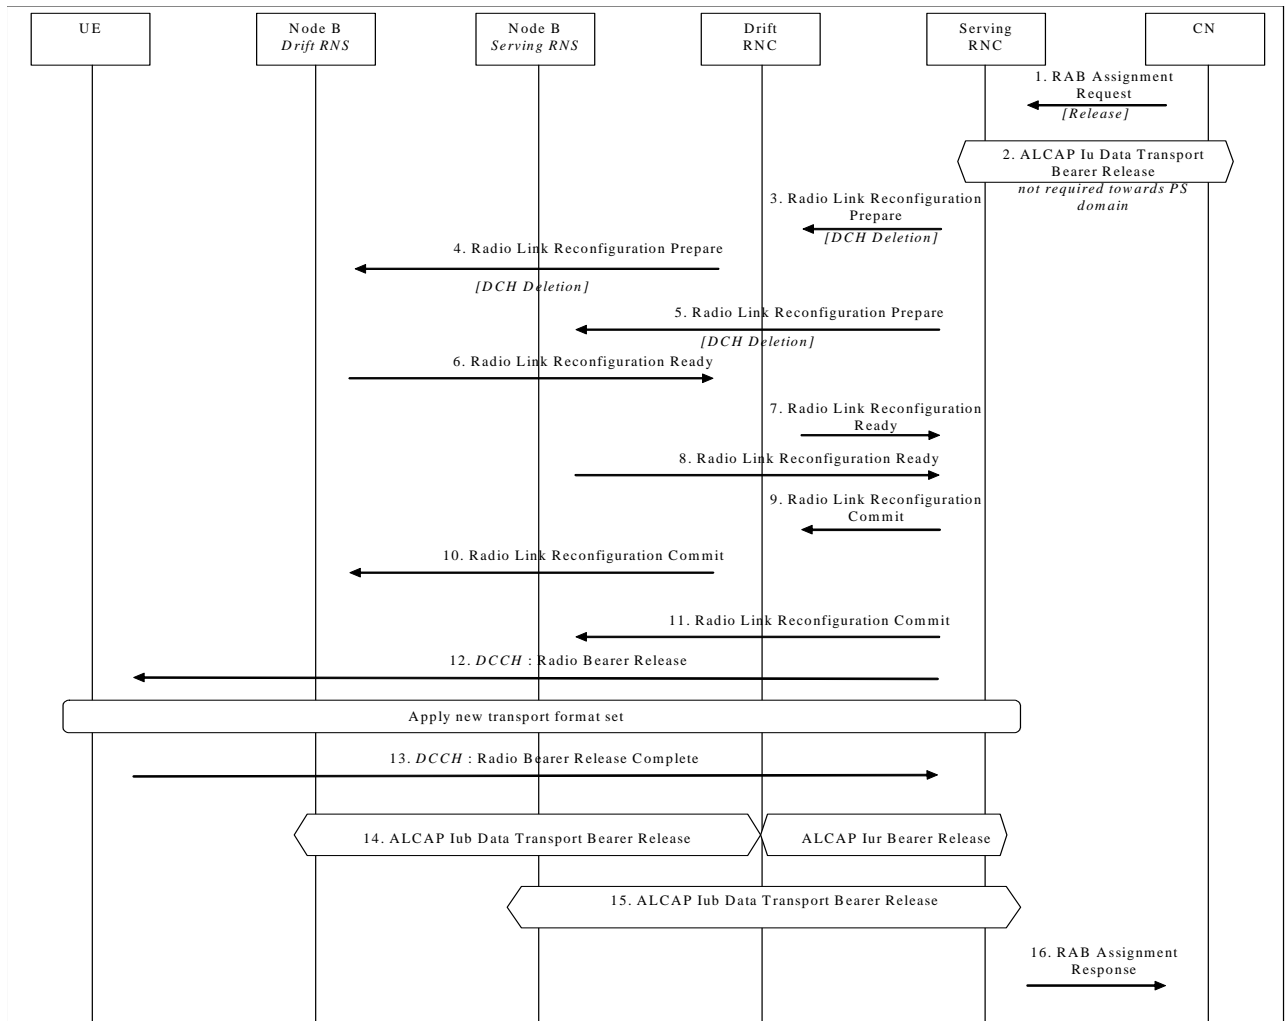 UE
Node B
Drift RNS
Node B
Serving RNS
Drift
RNC
Serving
RNC
CN
1. RAB Assignment
Request
[Release]
2. ALCAP Iu Data Transport
Bearer Release
not required towards PS
domain
3. Radio Link Reconfiguration
Prepare
[DCH Deletion]
4. Radio Link Reconfiguration Prepare
[DCH Deletion]
5. Radio Link Reconfiguration Prepare
[DCH Deletion]
6. Radio Link Reconfiguration Ready
7. Radio Link Reconfiguration
Ready
8. Radio Link Reconfiguration Ready
9. Radio Link Reconfiguration
Commit
10. Radio Link Reconfiguration Commit
11. Radio Link Reconfiguration Commit
12. DCCH : Radio Bearer Release
Apply new transport format set
13. DCCH : Radio Bearer Release Complete
14. ALCAP Iub Data Transport Bearer Release
ALCAP Iur Bearer Release
15. ALCAP Iub Data Transport Bearer Release
16. RAB Assignment
Response